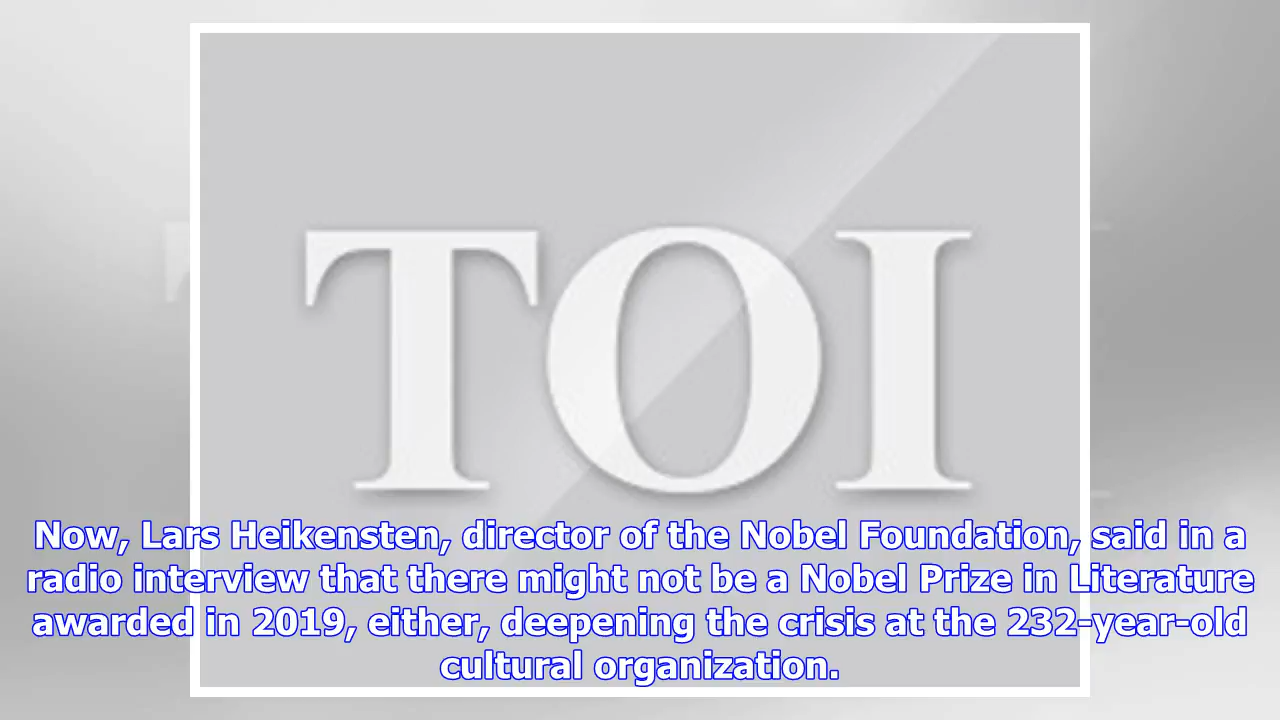 TOI
Now, Lars Heikensten, director of the Nobel Foundation, said in a
radio interview that there might not be a Nobel Prize in Literature
awarded in 2019, either, deepening the crisis at the 232-year-old
cultural organization.